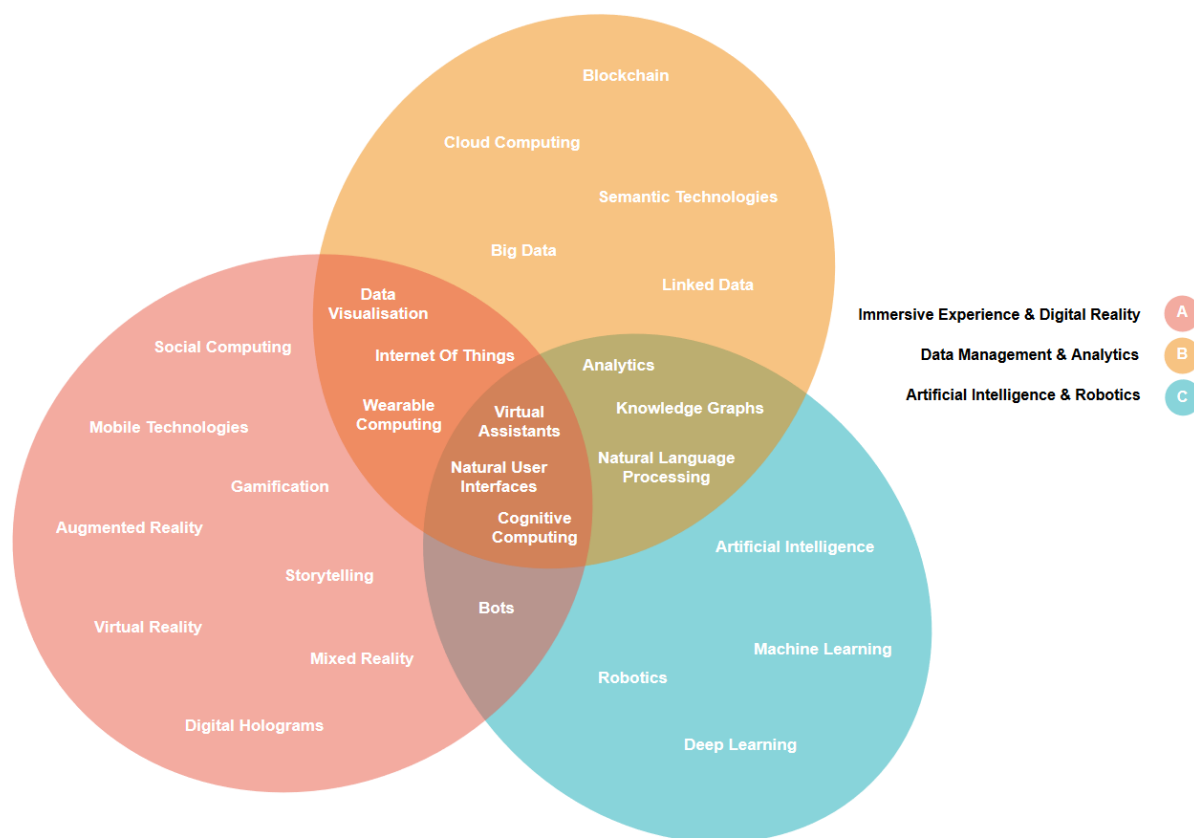 Blockchain
Cloud Computing
Semantic Technologies
Big Data
Linked Data
Data
Visualisation
Social Computing
Internet Of Things
Analytics
Wearable
Computing
Virtual
Assistants
Knowledge Graphs
Mobile Technologies
Natural User
Interfaces
Natural Language
Processing
Gamification
Augmented Reality
Cognitive
Computing
Artificial Intelligence
Storytelling
Bots
Virtual Reality
Mixed Reality
Machine Learning
Robotics
Digital Holograms
Deep Learning
Immersive Experience & Digital Reality A
Data Management & Analytics B
Artificial Intelligence & Robotics C